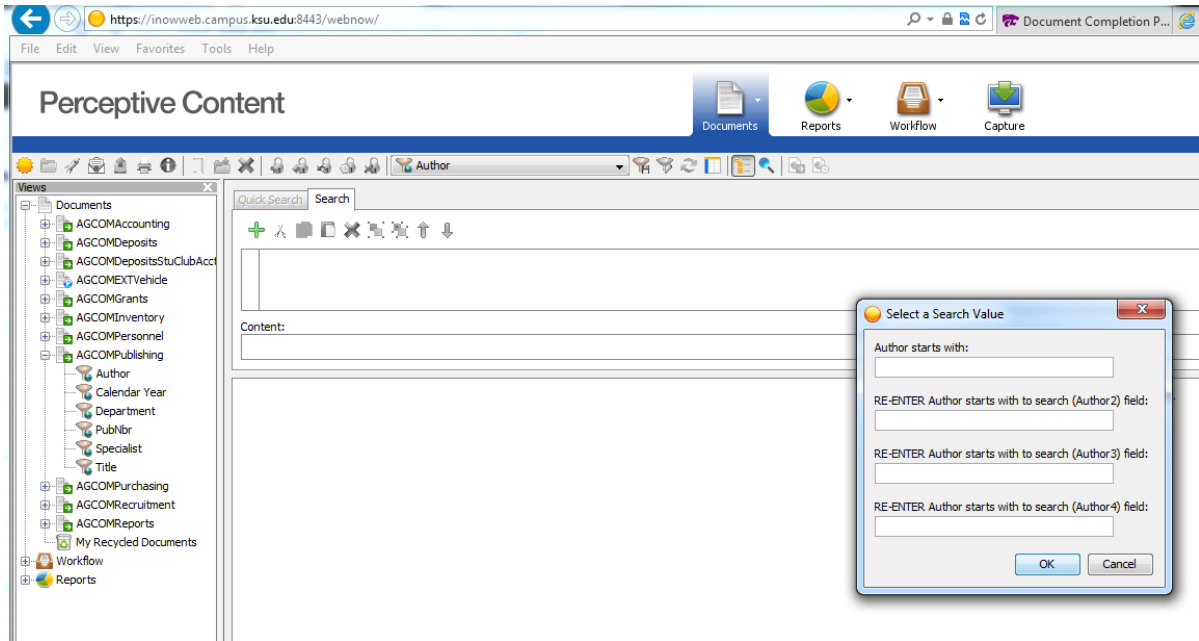 https://inowweb.campus.ksu.edu:8443/webnow/
Document Completion P...
File Edit View Favorites Tools Help
Perceptive Content
Documents
Reports
Workflow
Capture
Author
Views
Documents
AGCOMAccounting
AGCOMDeposits
AGCOMDepositsStuClubAcct
AGCOMEXTVehicle
AGCOMGrants
AGCOMInventory
AGCOMPersonnel
AGCOMPublishing
Author
Calendar Year
Department
PubNbr
Specialist
Title
AGCOMPurchasing
AGCOMRecruitment
AGCOMReports
My Recycled Documents
Workflow
Reports
Quick Search
Search
Content:
Select a Search Value
Author starts with:
RE-ENTER Author starts with to search (Author2) field:
RE-ENTER Author starts with to search (Author3) field:
RE-ENTER Author starts with to search (Author4) field:
OK
Cancel